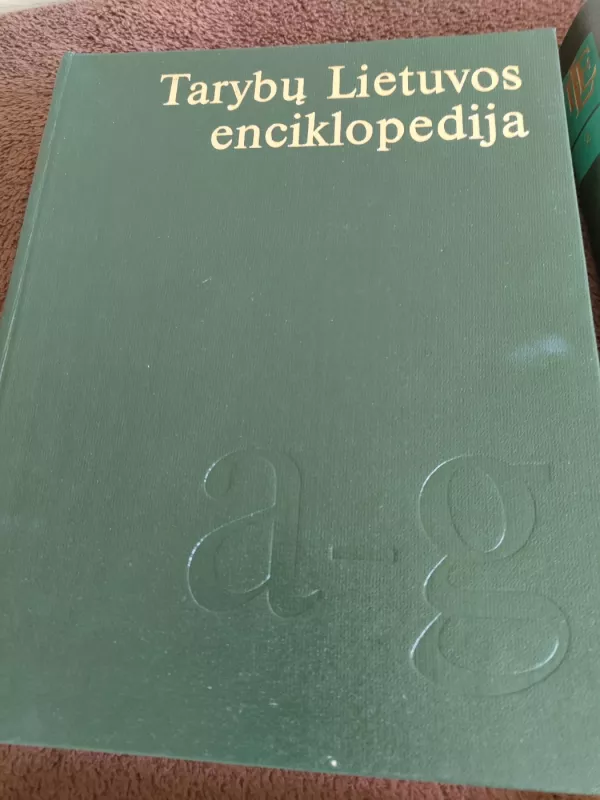 Tarybų Lietuvos
enciklopedija
a-g